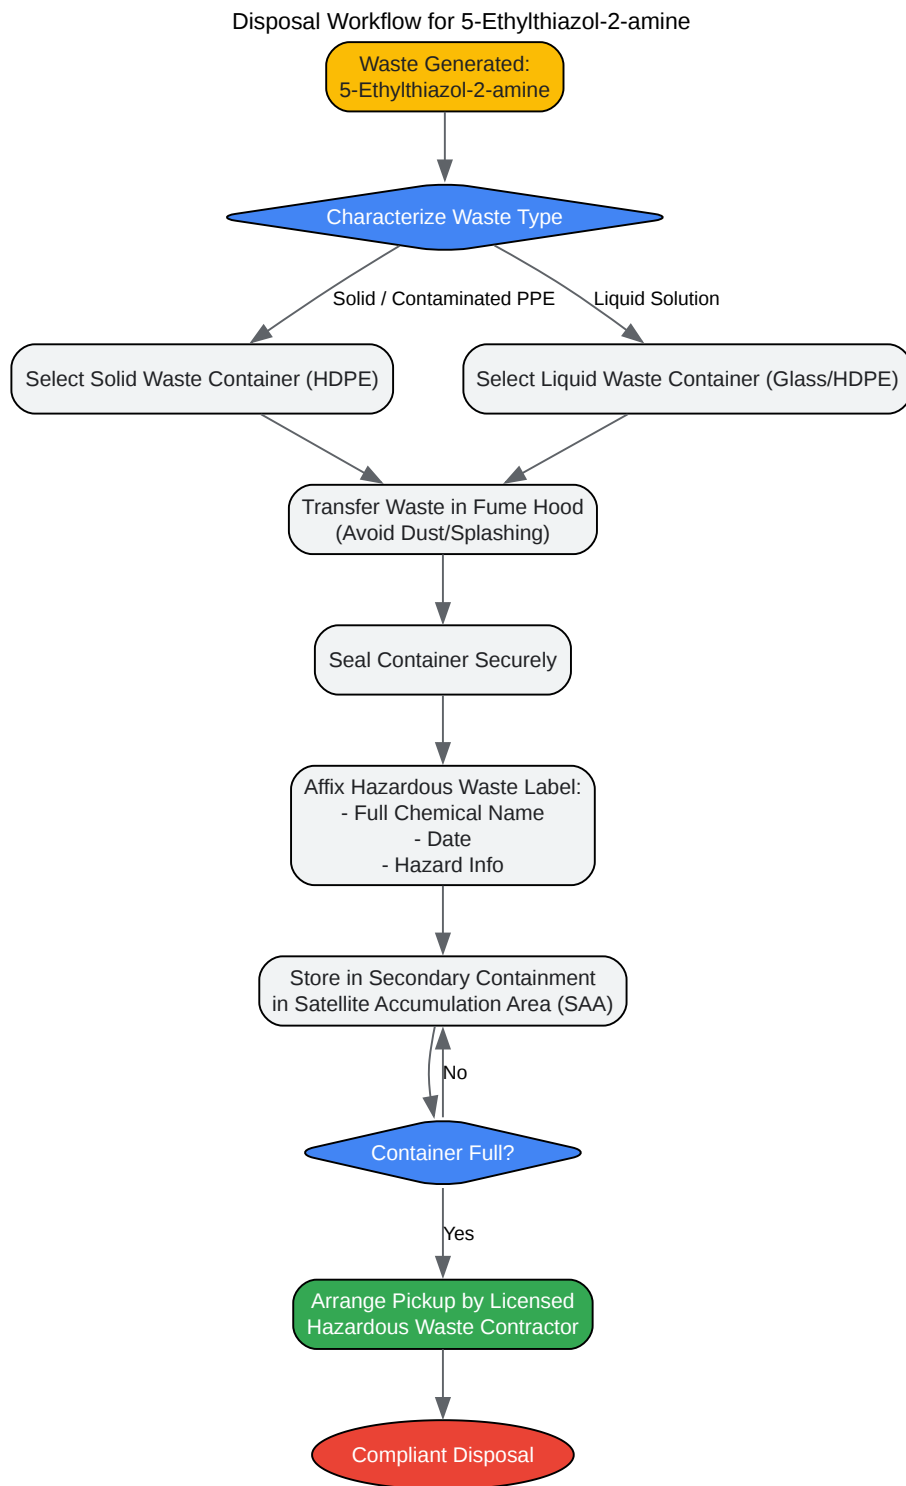 Disposal Workflow for 5-Ethylthiazol-2-amine
Waste Generated:
5-Ethylthiazol-2-amine
Characterize Waste Type
Solid / Contaminated PPE
Liquid Solution
Select Solid Waste Container (HDPE)
Select Liquid Waste Container (Glass/HDPE)
Transfer Waste in Fume Hood
(Avoid Dust/Splashing)
Seal Container Securely
Affix Hazardous Waste Label:
- Full Chemical Name
- Date
- Hazard Info
Store in Secondary Containment
in Satellite Accumulation Area (SAA)
No
Container Full?
Yes
Arrange Pickup by Licensed
Hazardous Waste Contractor
Compliant Disposal